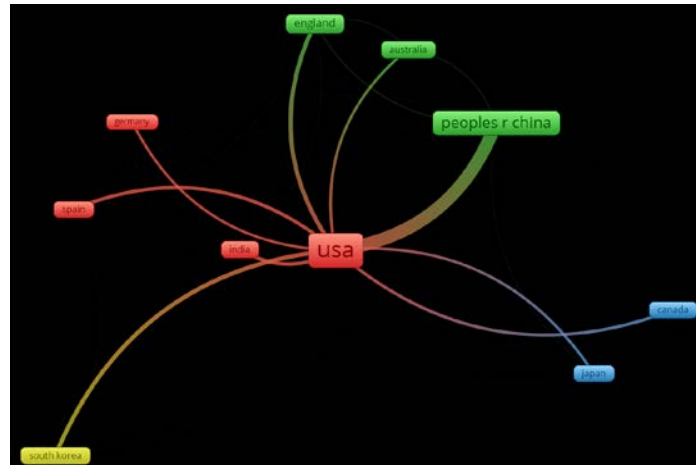 england
australia
germany
peoples r china
spain
india
usa
canada
japan
south korea